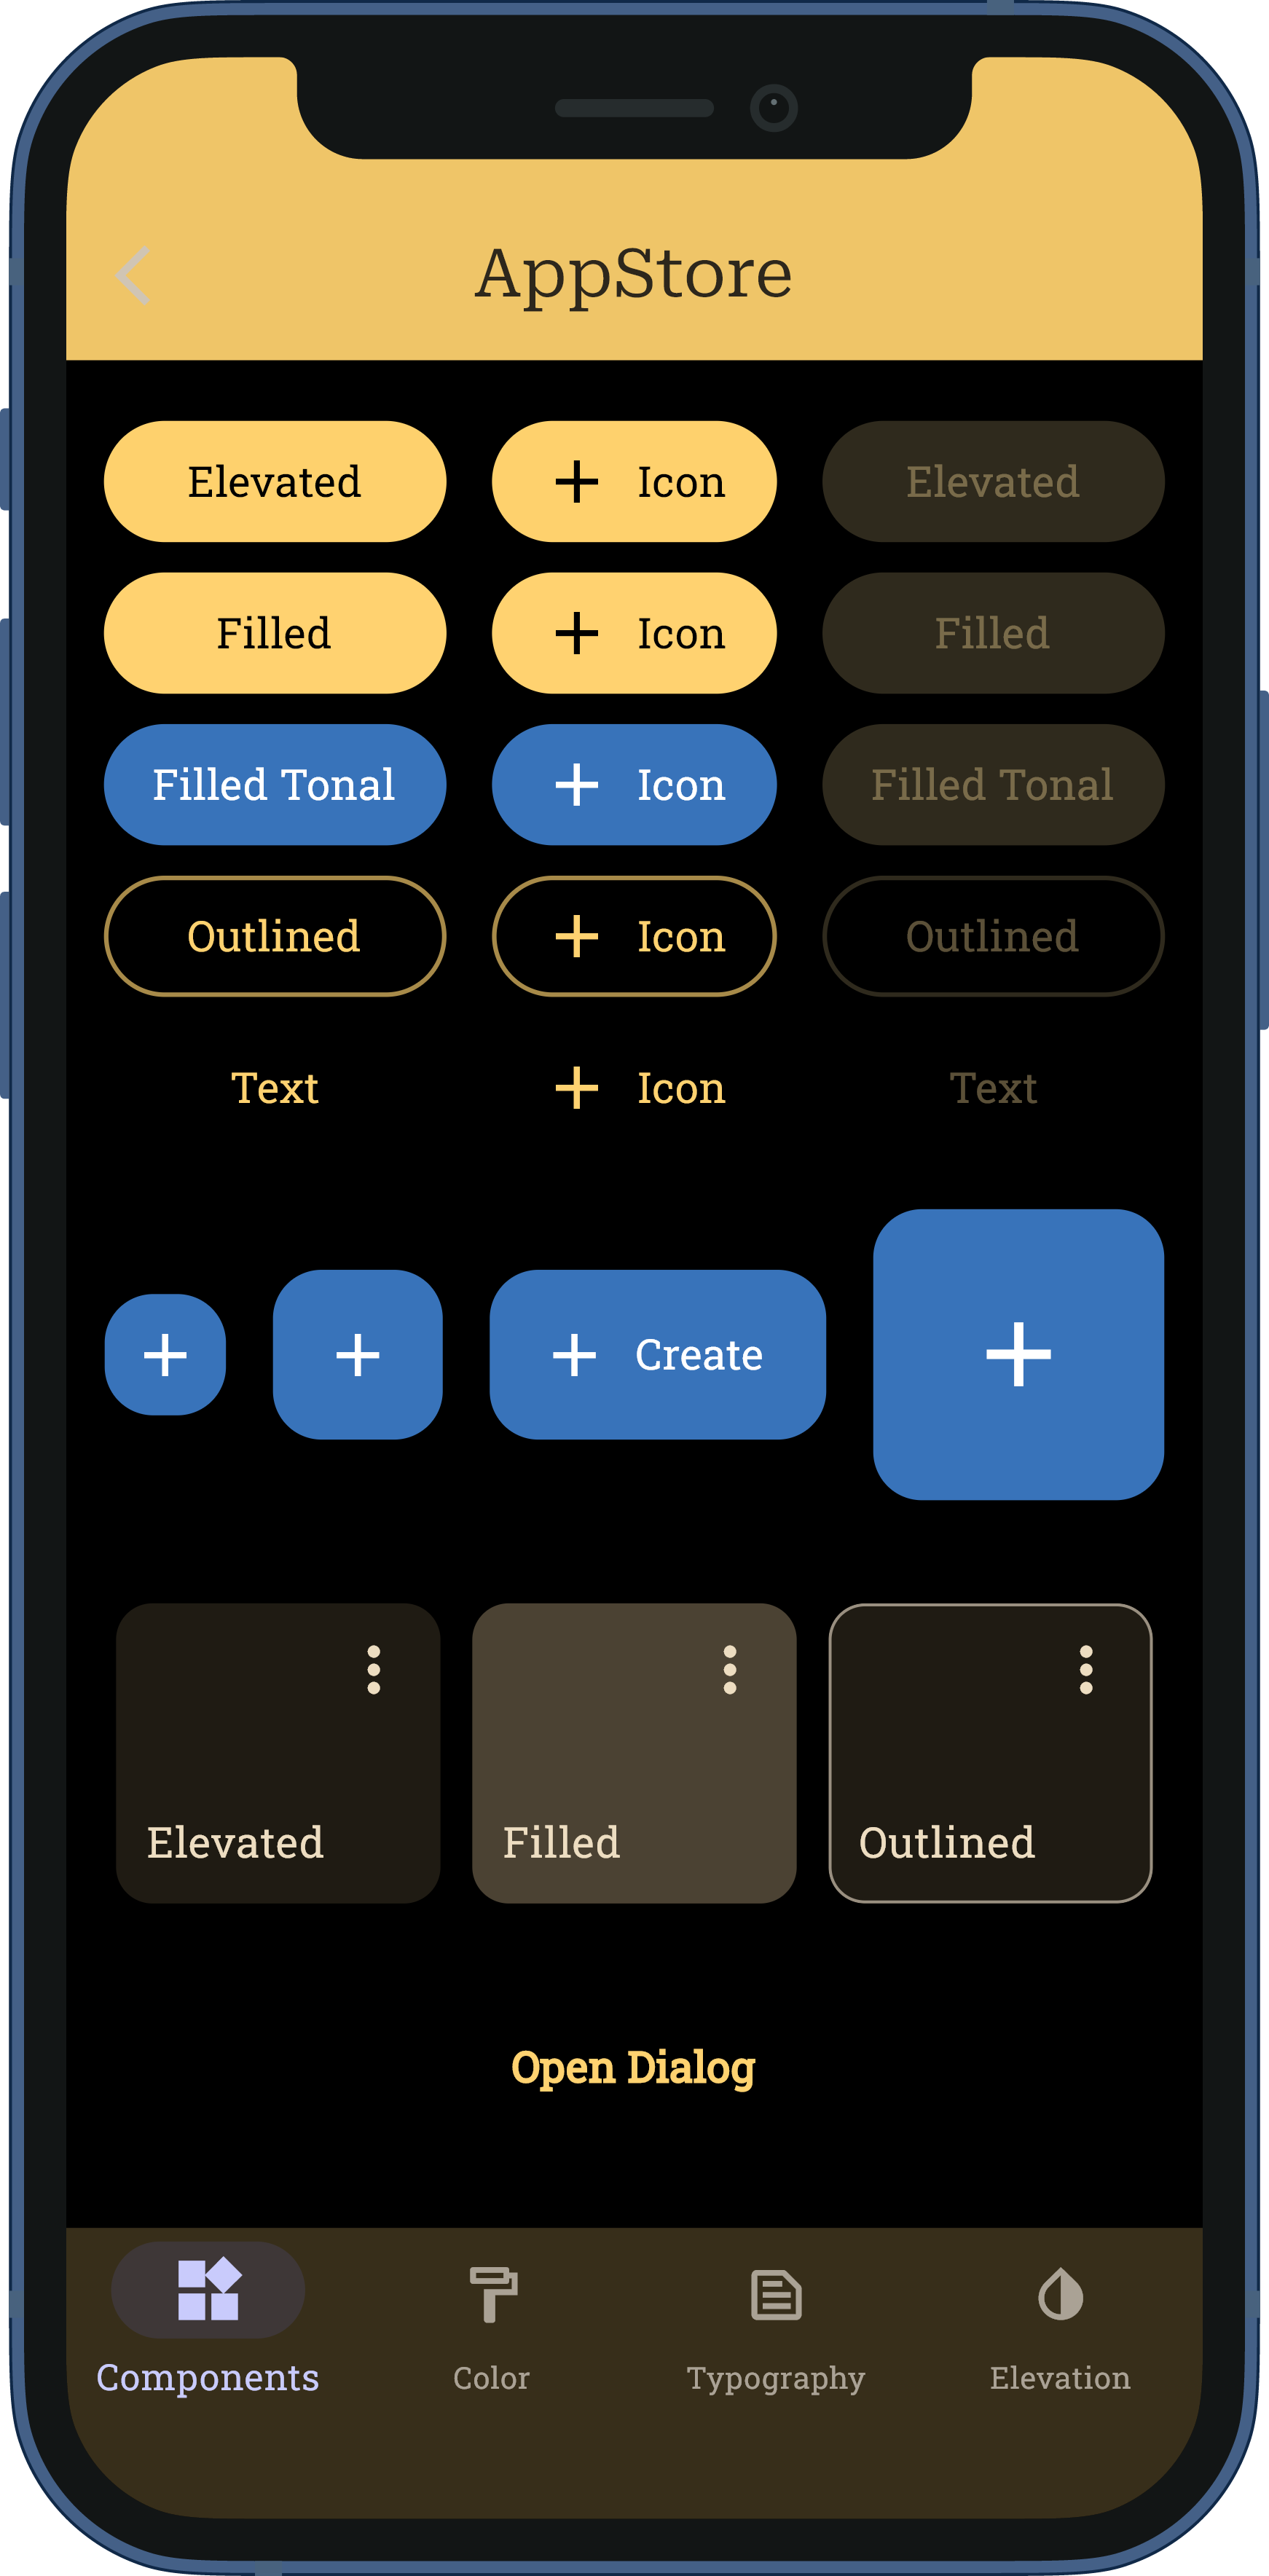 AppStore
Elevated Icon Elevated
Filled Icon Filled
Filled Tonal Icon Filled Tonal
Outlined Icon Outlined
Text Icon Text
Create
Elevated Filled Outlined
Open Dialog
Components Color Typography Elevation